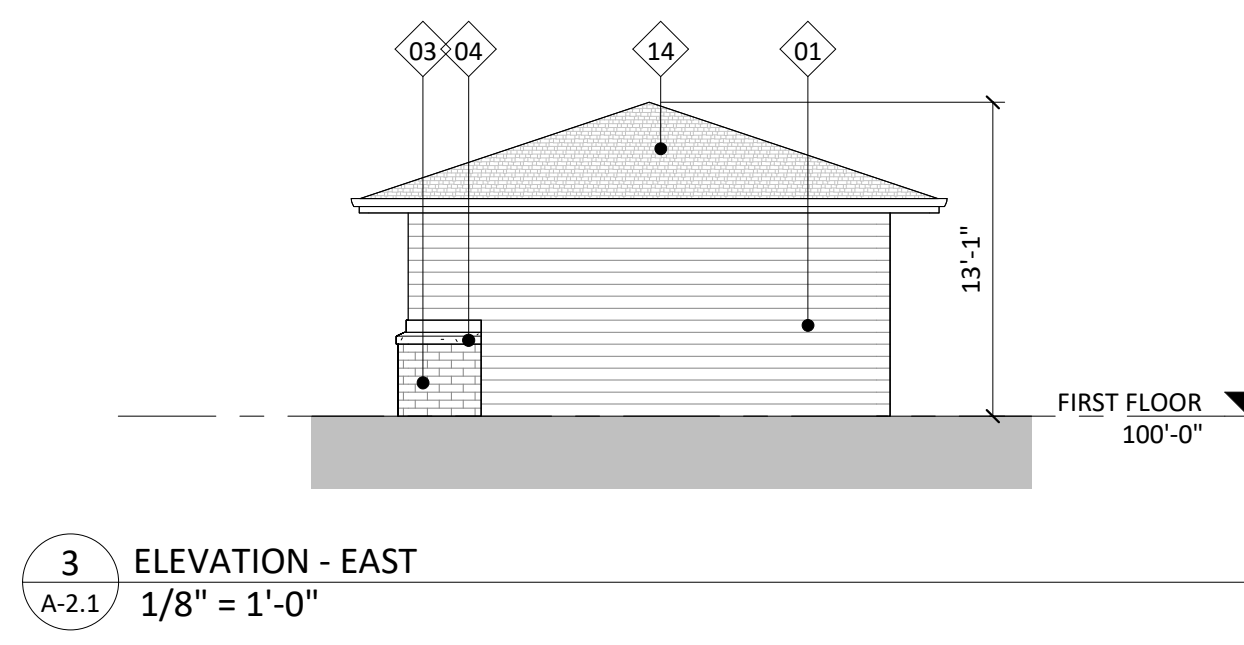 03 04 14 01
13'-1"
FIRST FLOOR
100'-0"
3
ELEVATION - EAST
A-2.1
1/8" = 1'-0"